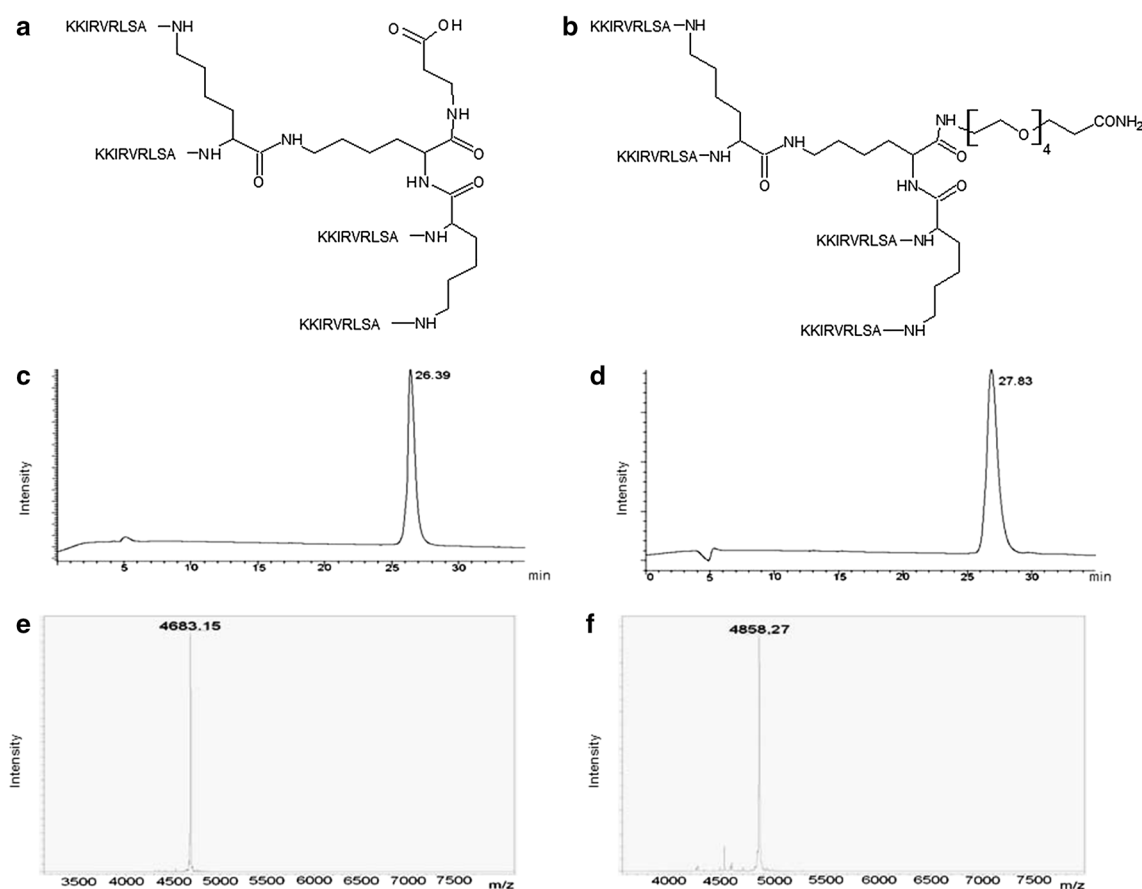 a
KKIRVRLSA NH
O OH
NH
KKIRVRLSA NH
NH
O
O
HN
O
KKIRVRLSA NH
KKIRVRLSA NH
b
KKIRVRLSA NH
NH
O
4
CONH2
KKIRVRLSA NH
NH
O
O
HN
O
KKIRVRLSA NH
KKIRVRLSA NH
c
26.39
Intensity
5 10 15 20 25 30 min
d
27.83
Intensity
0 5 10 15 20 25 30 min
e
4683.15
Intensity
3500 4000 4500 5000 5500 6000 6500 7000 7500 m/z
f
4858,27
Intensity
4000 4500 5000 5500 6000 6500 7000 7500 m/z